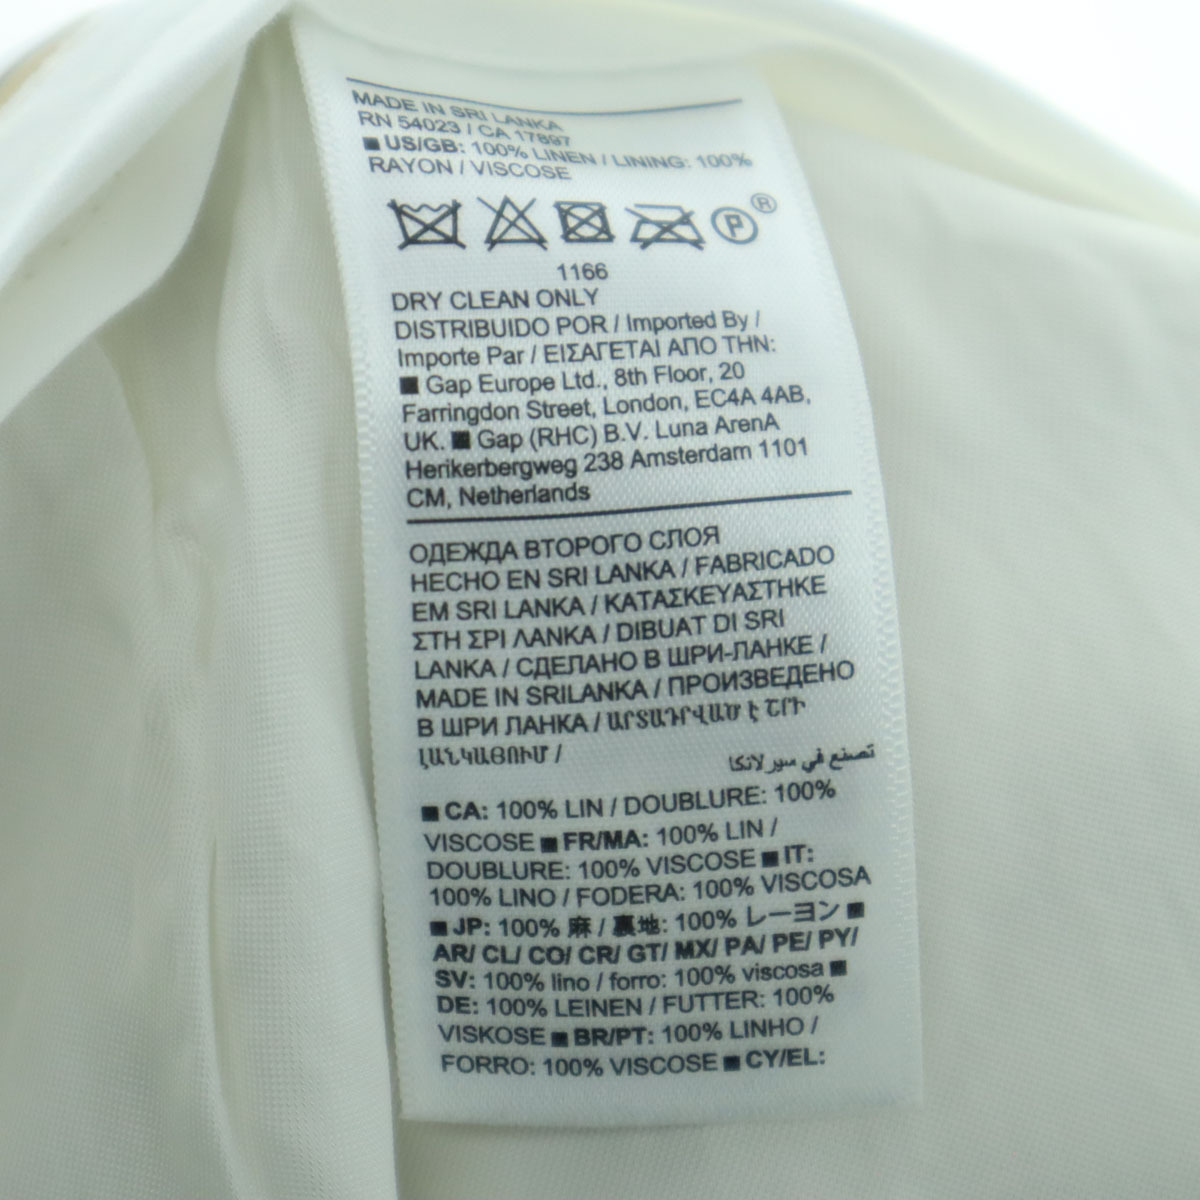 MADE IN SRI LANKA
RN 54023 / CA 17897
■ US/GB: 100% LINEN / LINING: 100%
RAYON / VISCOSE
P ®
1166
DRY CLEAN ONLY
DISTRIBUIDO POR / Imported By /
Importe Par / ΕΙΣΑΓΕΤΑΙ ΑΠΟ ΤΗΝ:
■ Gap Europe Ltd., 8th Floor, 20
Farringdon Street, London, EC4A 4AB,
UK. ■ Gap (RHC) B.V. Luna ArenA
Herikerbergweg 238 Amsterdam 1101
CM, Netherlands
ОДЕЖДА ВТОРОГО СЛОЯ
HECHO EN SRI LANKA / FABRICADO
EM SRI LANKA / ΚΑΤΑΣΚΕΥΑΣΤΗΚΕ
ΣΤΗ ΣΡΙ ΛΑΝΚΑ / DIBUAT DI SRI
LANKA / СДЕЛАНО В ШРИ-ЛАНКЕ /
MADE IN SRILANKA / ПРОИЗВЕДЕНО
В ШРИ ЛАНКА / ԱՐՏԱԴՐՎԱԾ Է ՇՐԻ
ԼԱՆԿԱՅՈՒՄ /
تصنع في سير لانكا
■ CA: 100% LIN / DOUBLURE: 100%
VISCOSE ■ FR/MA: 100% LIN /
DOUBLURE: 100% VISCOSE ■ IT:
100% LINO / FODERA: 100% VISCOSA
■ JP: 100% 麻 / 裏地: 100% レーヨン ■
AR/ CL/ CO/ CR/ GT/ MX/ PA/ PE/ PY/
SV: 100% lino / forro: 100% viscosa ■
DE: 100% LEINEN / FUTTER: 100%
VISKOSE ■ BR/PT: 100% LINHO /
FORRO: 100% VISCOSE ■ CY/EL: